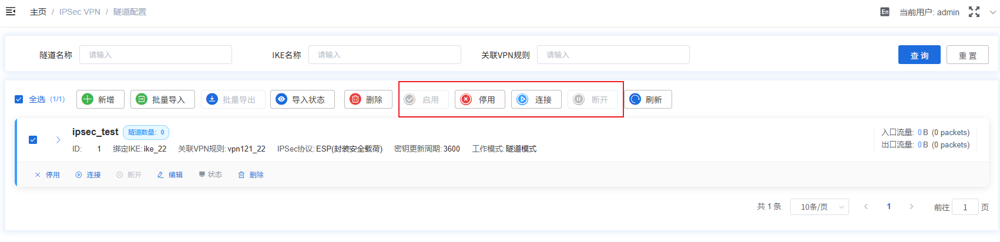 主页 / IPSec VPN / 隧道配置
En 当前用户: admin
隧道名称 请输入 IKE名称 请输入 关联VPN规则 请输入 查 询 重 置
全选 (1/1) 新增 批量导入 批量导出 导入状态 删除 启用 停用 连接 断开 刷新
ipsec_test 隧道数量: 0
ID: 1 绑定IKE: ike_22 关联VPN规则: vpn121_22 IPSec协议: ESP(封装安全载荷) 密钥更新周期: 3600 工作模式: 隧道模式
入口流量: 0 B (0 packets)
出口流量: 0 B (0 packets)
停用 连接 断开 编辑 状态 删除
共 1 条 10条/页 1 前往 1 页